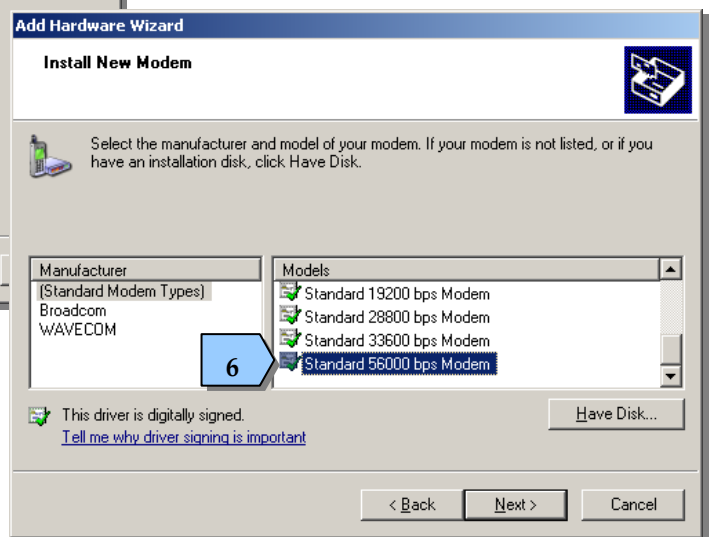 Add Hardware Wizard
Install New Modem
Select the manufacturer and model of your modem. If your modem is not listed, or if you
have an installation disk, click Have Disk.
Manufacturer
(Standard Modem Types)
Broadcom
WAVECOM
Models
Standard 19200 bps Modem
Standard 28800 bps Modem
Standard 33600 bps Modem
Standard 56000 bps Modem
6
This driver is digitally signed.
Tell me why driver signing is important
Have Disk...
< Back
Next >
Cancel